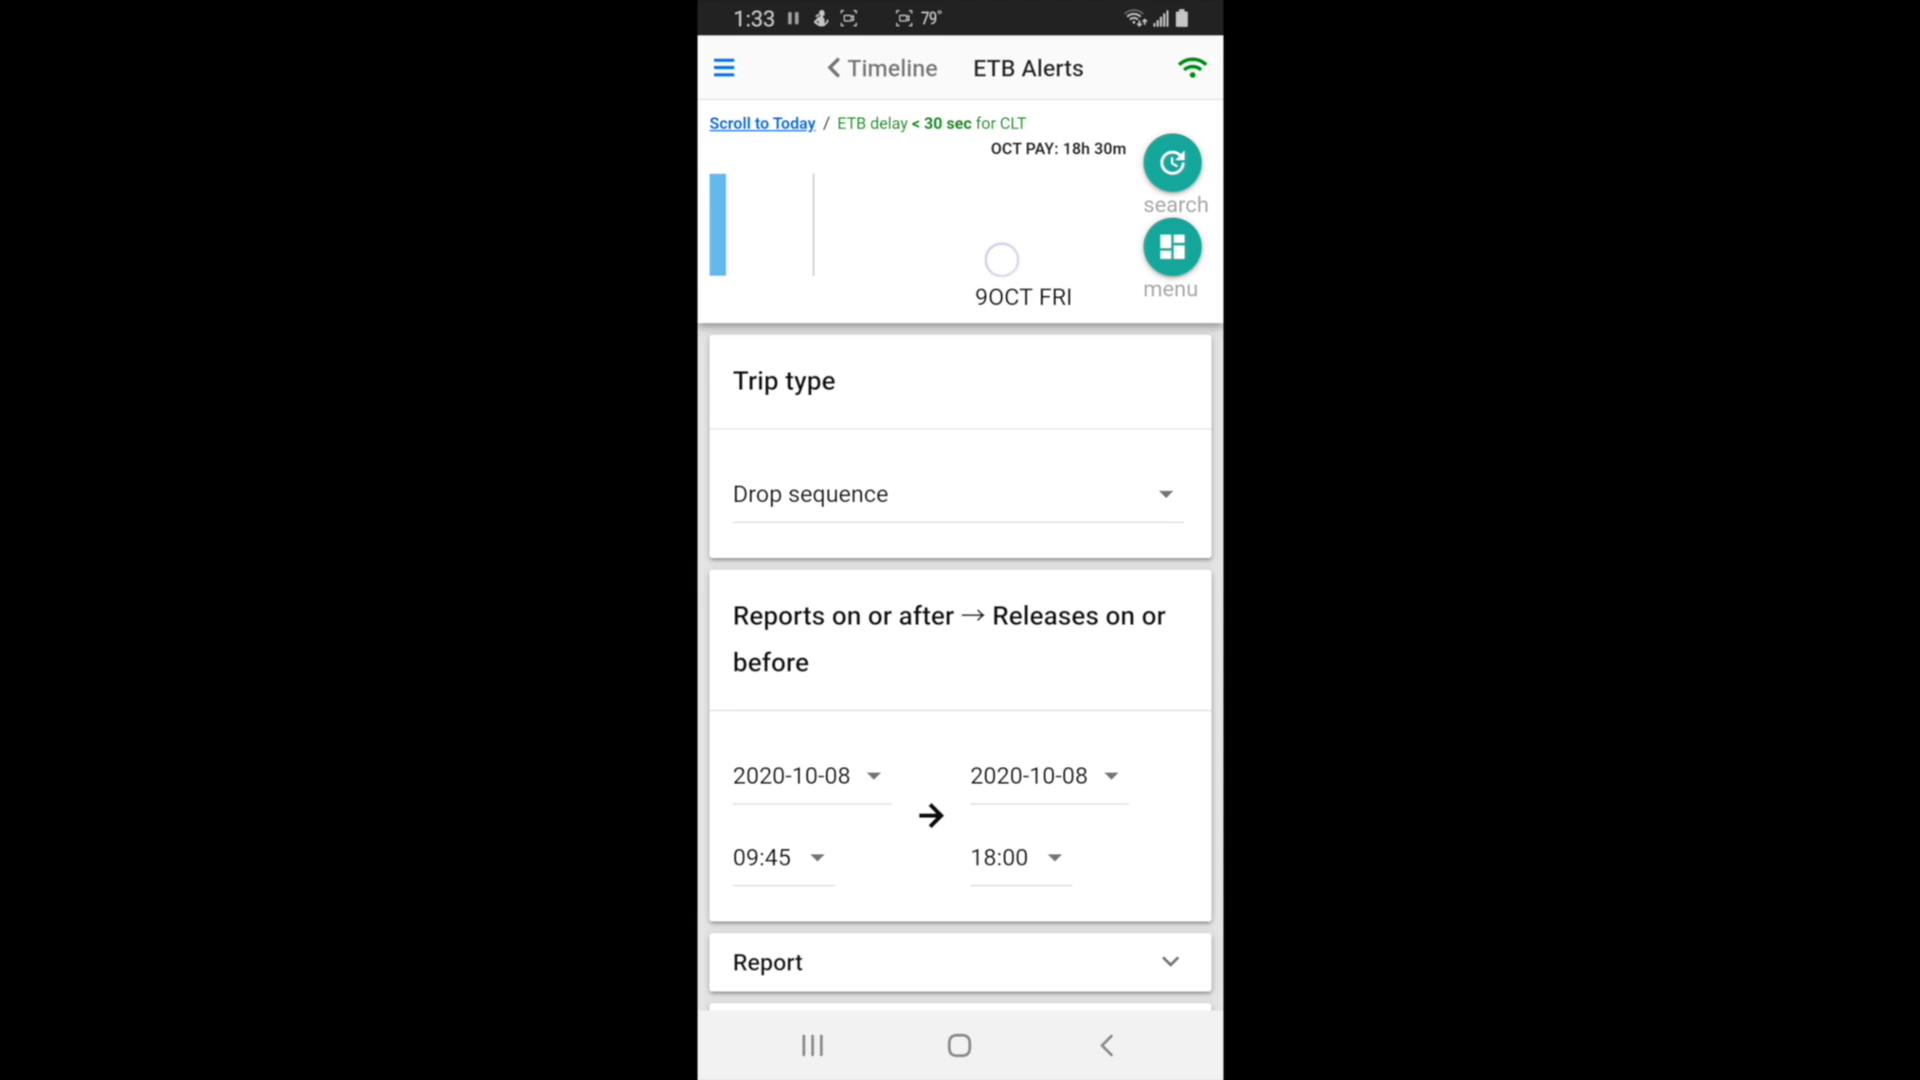 1:33 79°
Timeline ETB Alerts
Scroll to Today / ETB delay < 30 sec for CLT
OCT PAY: 18h 30m
search
menu
9OCT FRI
Trip type
Drop sequence
Reports on or after → Releases on or
before
2020-10-08 2020-10-08
09:45 18:00
Report